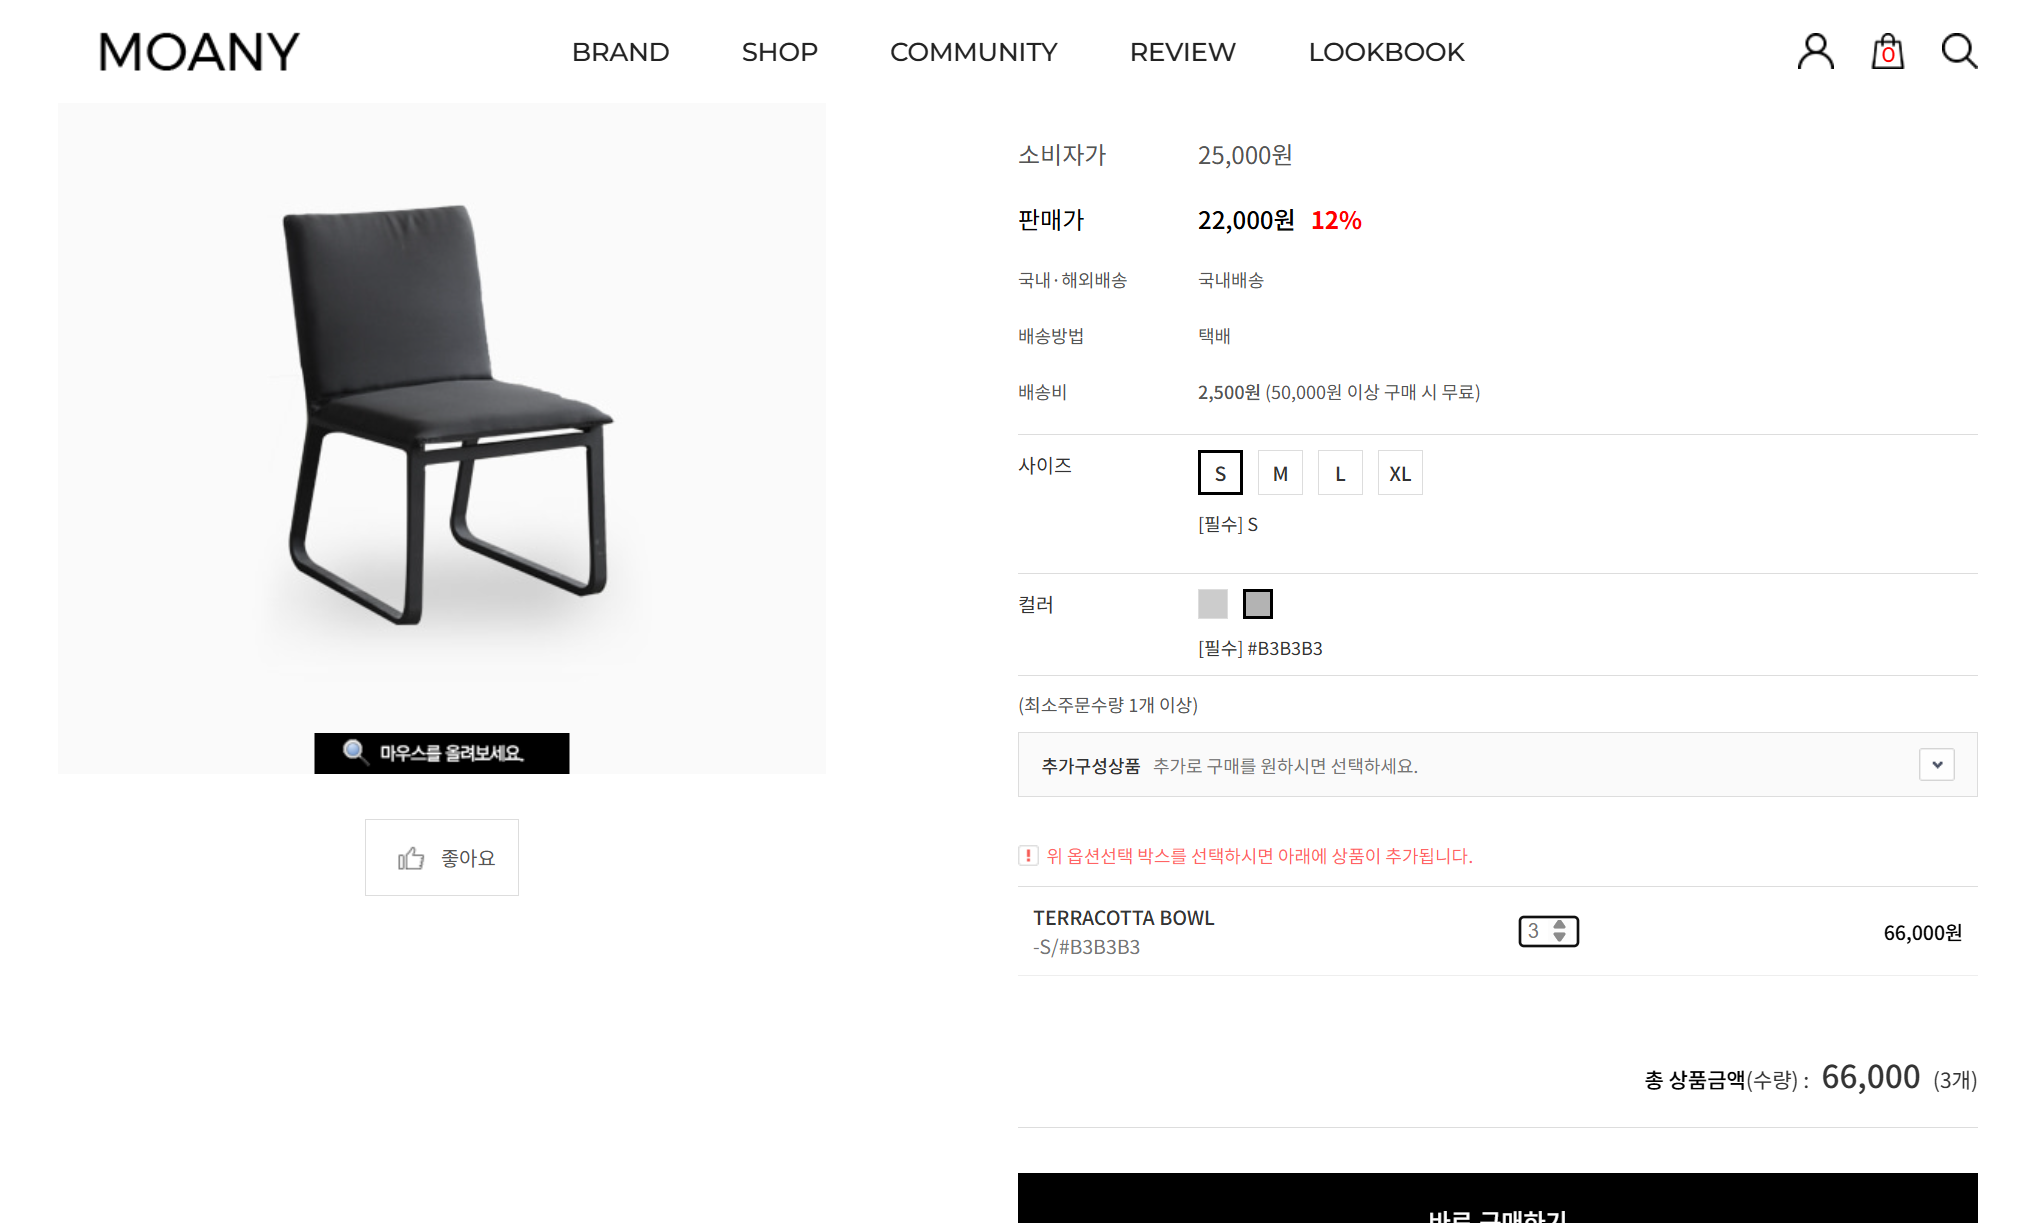 MOANY
BRAND SHOP COMMUNITY REVIEW LOOKBOOK
0
소비자가 25,000원
판매가 22,000원 12%
국내·해외배송 국내배송
배송방법 택배
배송비 2,500원 (50,000원 이상 구매 시 무료)
사이즈 S M L XL
[필수] S
컬러
[필수] #B3B3B3
(최소주문수량 1개 이상)
추가구성상품 추가로 구매를 원하시면 선택하세요.
위 옵션선택 박스를 선택하시면 아래에 상품이 추가됩니다.
TERRACOTTA BOWL
-S/#B3B3B3
3
66,000원
총 상품금액(수량) : 66,000 (3개)
바로 구매하기
마우스를 올려보세요.
좋아요